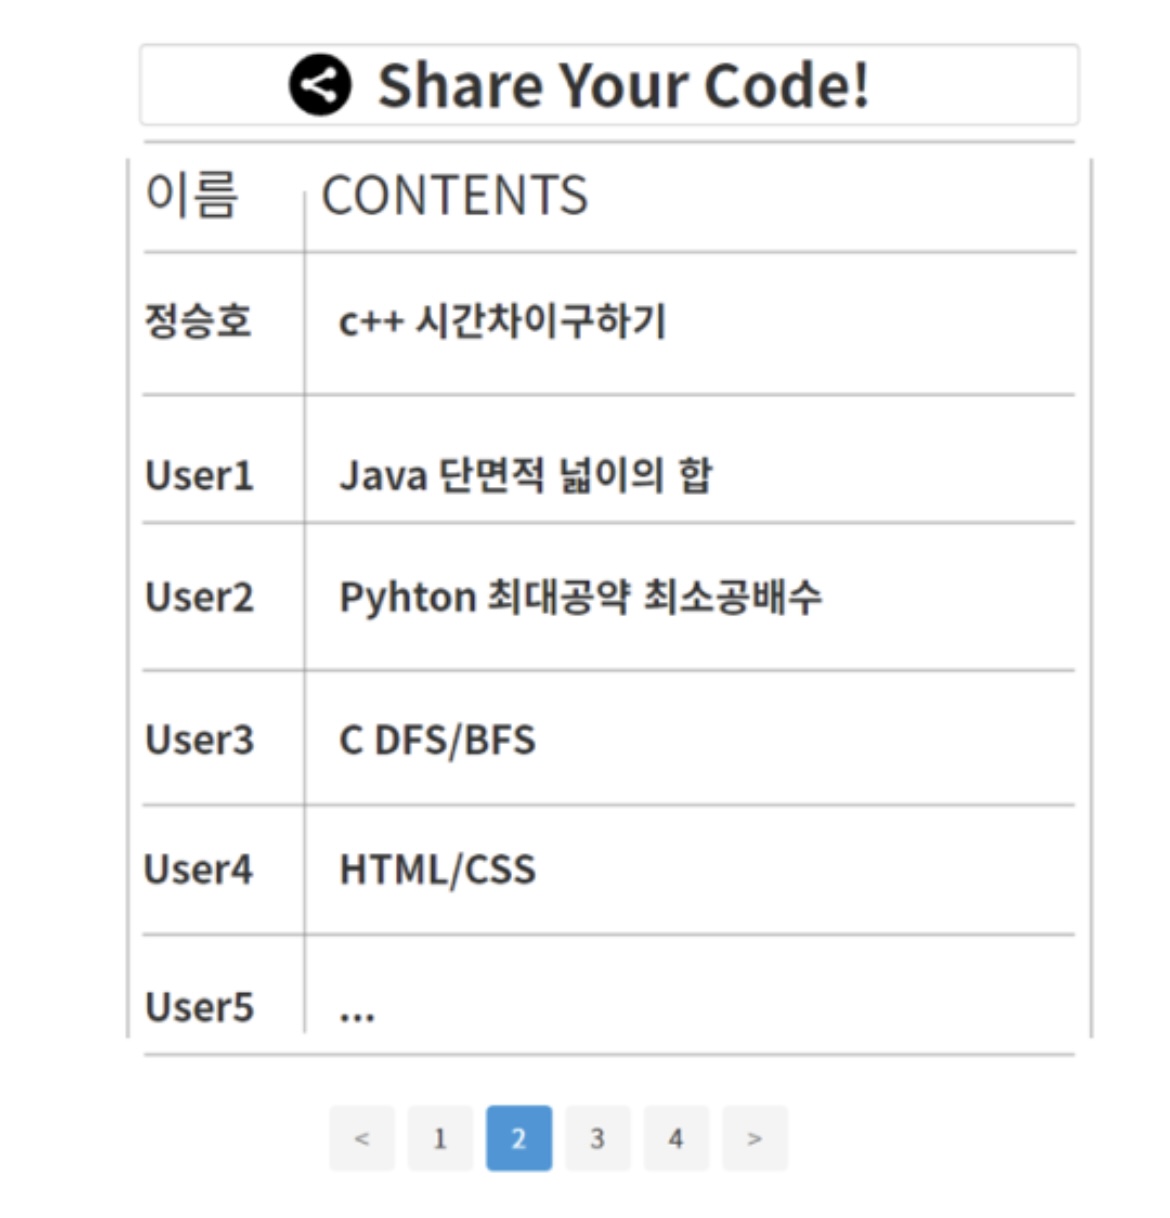 Share Your Code!
이름 CONTENTS
정승호 c++ 시간차이구하기
User1 Java 단면적 넓이의 합
User2 Pyhton 최대공약 최소공배수
User3 C DFS/BFS
User4 HTML/CSS
User5 ...
< 1 2 3 4 >